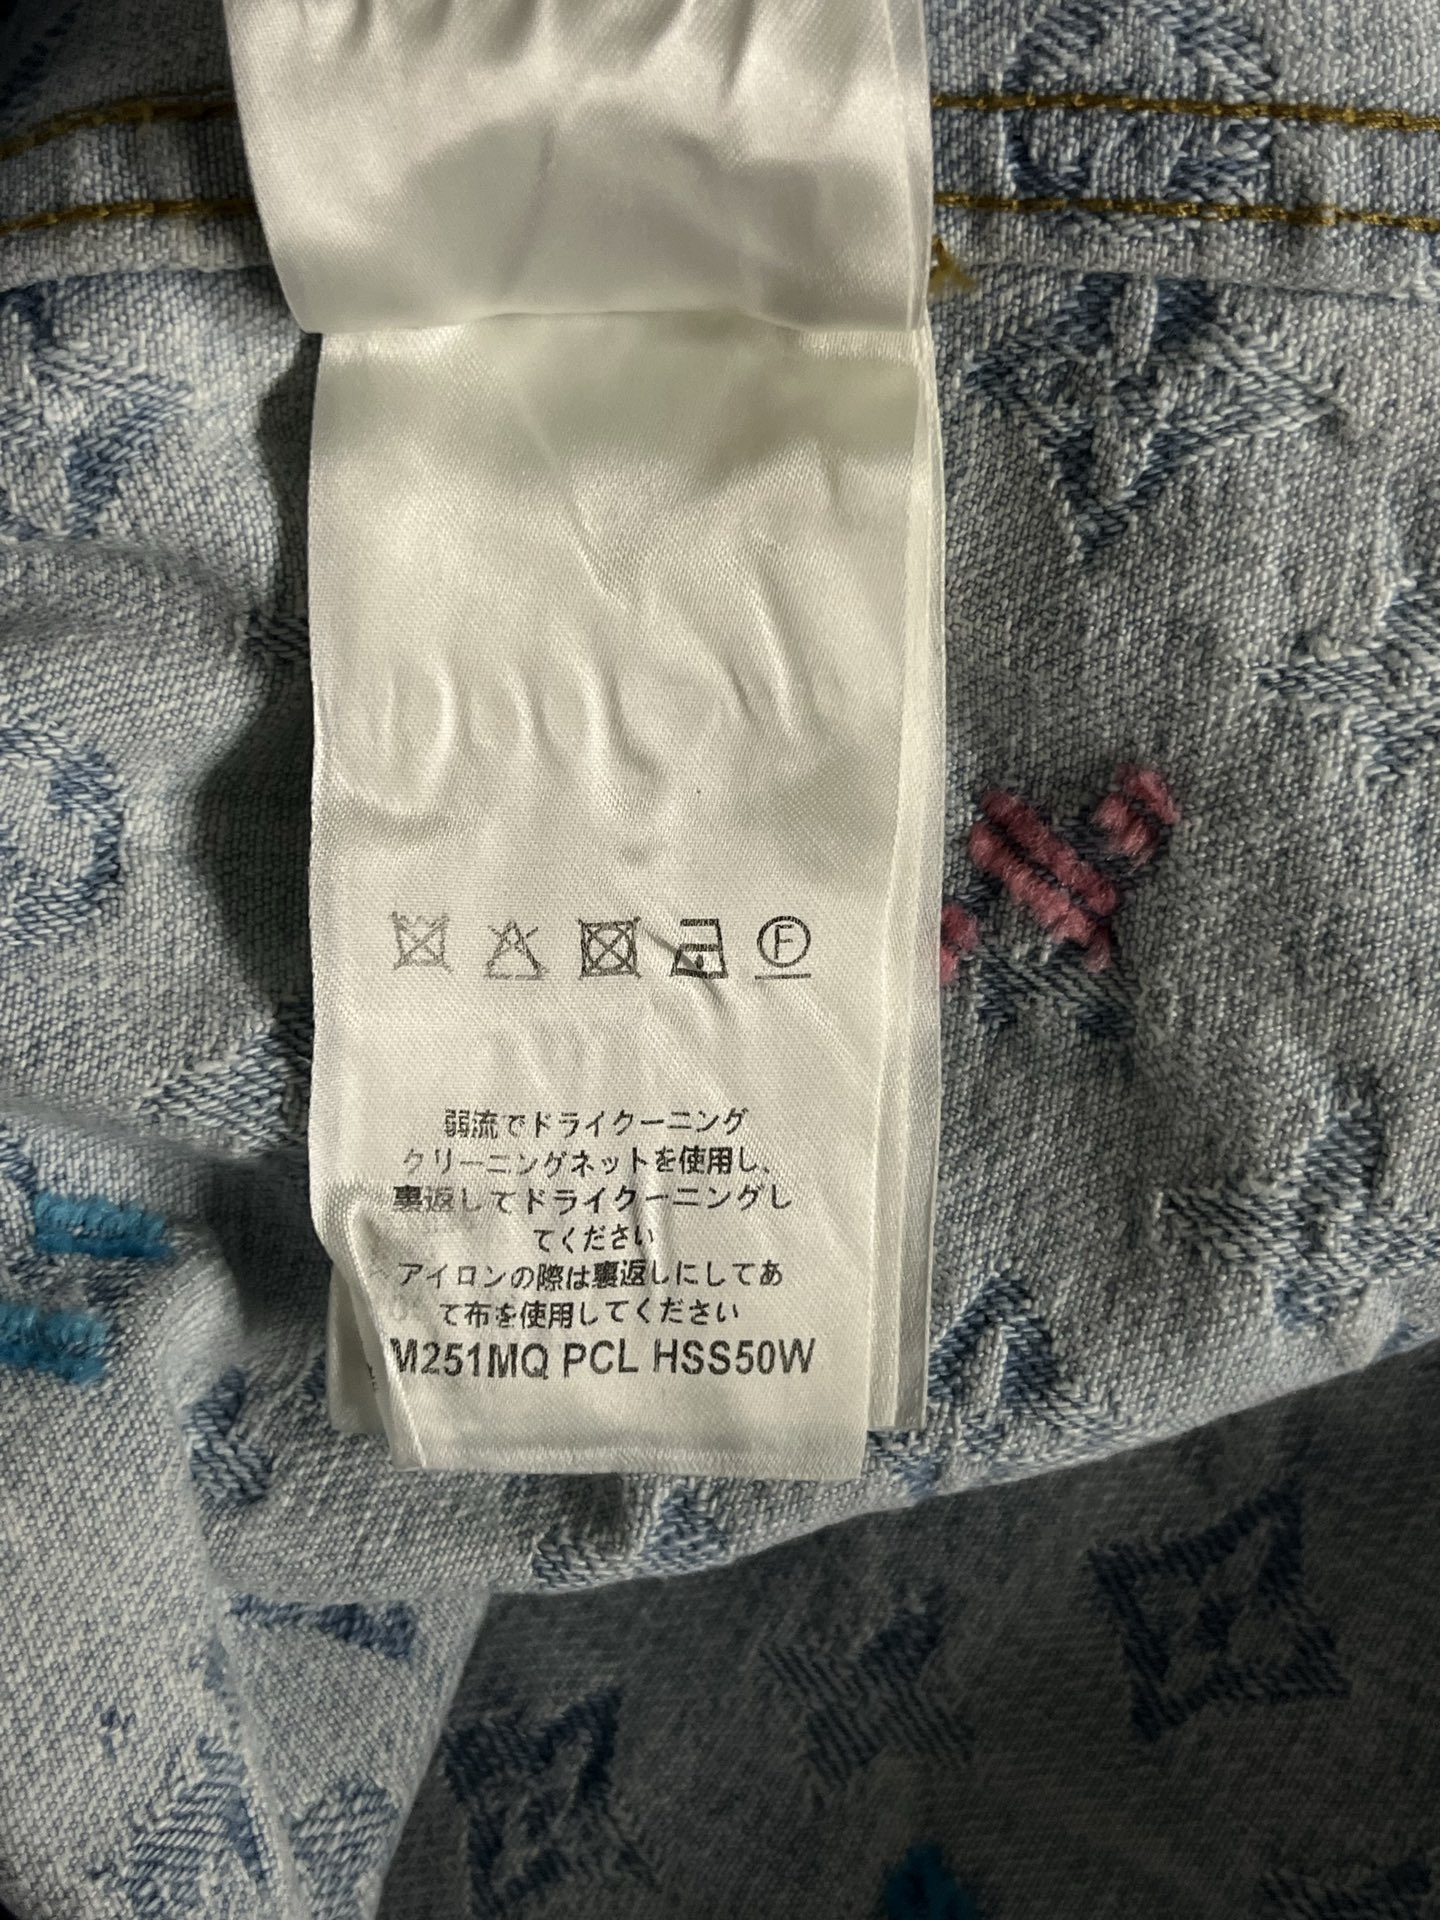 F
弱流でドライクーニング
クリーニングネットを使用し、
裏返してドライクーニングし
てください
アイロンの際は裏返しにしてあ
て布を使用してください
M251MQ PCL HSS50W